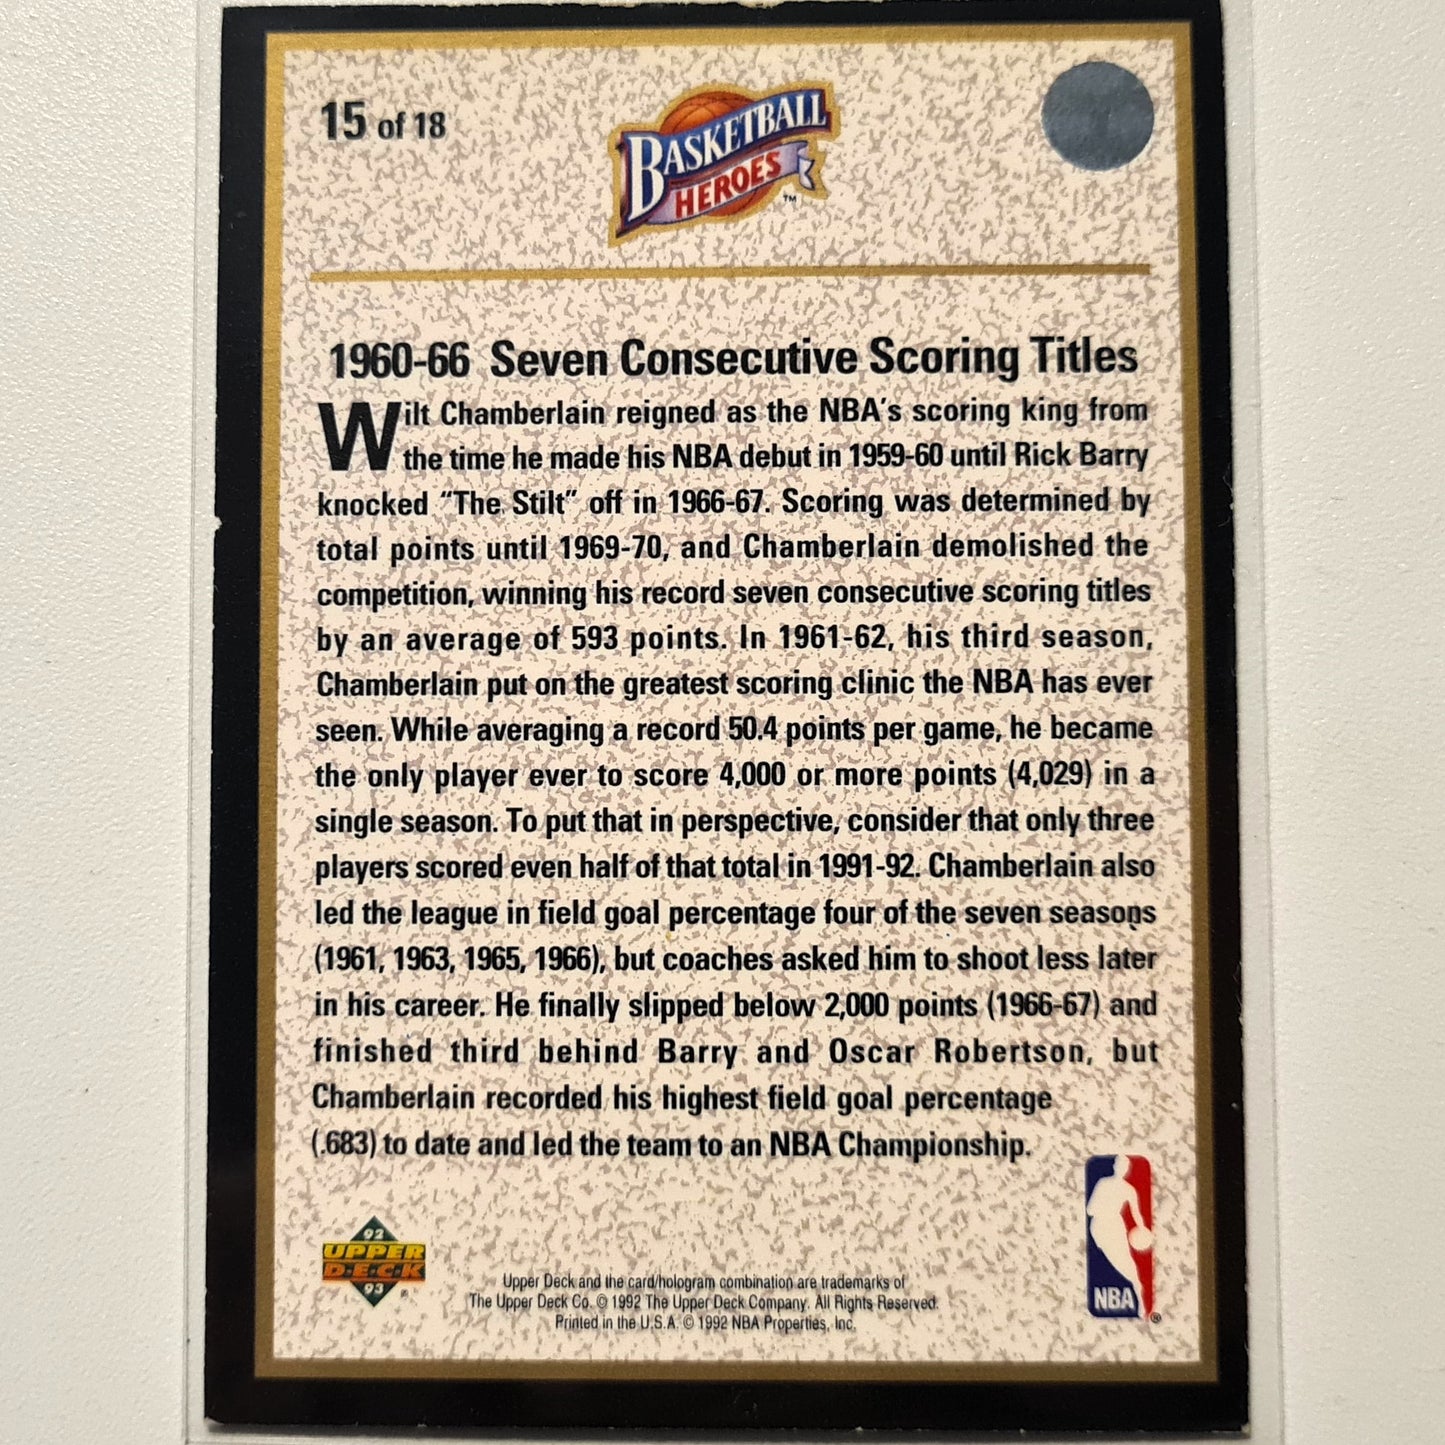 15 of 18
BASKETBALL
HEROES™
1960-66 Seven Consecutive Scoring Titles
Wilt Chamberlain reigned as the NBA's scoring king from
the time he made his NBA debut in 1959-60 until Rick Barry
knocked "The Stilt" off in 1966-67. Scoring was determined by
total points until 1969-70, and Chamberlain demolished the
competition, winning his record seven consecutive scoring titles
by an average of 593 points. In 1961-62, his third season,
Chamberlain put on the greatest scoring clinic the NBA has ever
seen. While averaging a record 50.4 points per game, he became
the only player ever to score 4,000 or more points (4,029) in a
single season. To put that in perspective, consider that only three
players scored even half of that total in 1991-92. Chamberlain also
led the league in field goal percentage four of the seven seasons
(1961, 1963, 1965, 1966), but coaches asked him to shoot less later
in his career. He finally slipped below 2,000 points (1966-67) and
finished third behind Barry and Oscar Robertson, but
Chamberlain recorded his highest field goal percentage
(.683) to date and led the team to an NBA Championship.
92
UPPER
D·E·C·K
93 ®
Upper Deck and the card/hologram combination are trademarks of
The Upper Deck Co. © 1992 The Upper Deck Company. All Rights Reserved.
Printed in the U.S.A. © 1992 NBA Properties, Inc.
NBA ®